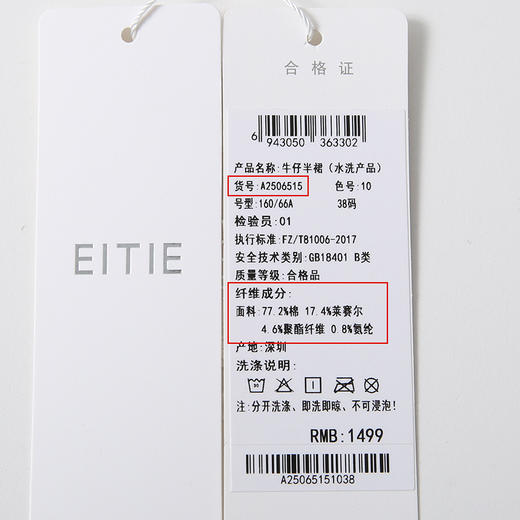 EITIE
合格证
6 943050 363302
产品名称:牛仔半裙(水洗产品)
货号:A2506515 色号:10
号型:160/66A 38码
检验员:01
执行标准:FZ/T81006-2017
安全技术类别:GB18401 B类
质量等级:合格品
纤维成分:
面料:77.2%棉 17.4%莱赛尔
4.6%聚酯纤维 0.8%氨纶
产地:深圳
洗涤说明:
注:分开洗涤、即洗即晾、不可浸泡!
RMB:1499
A25065151038